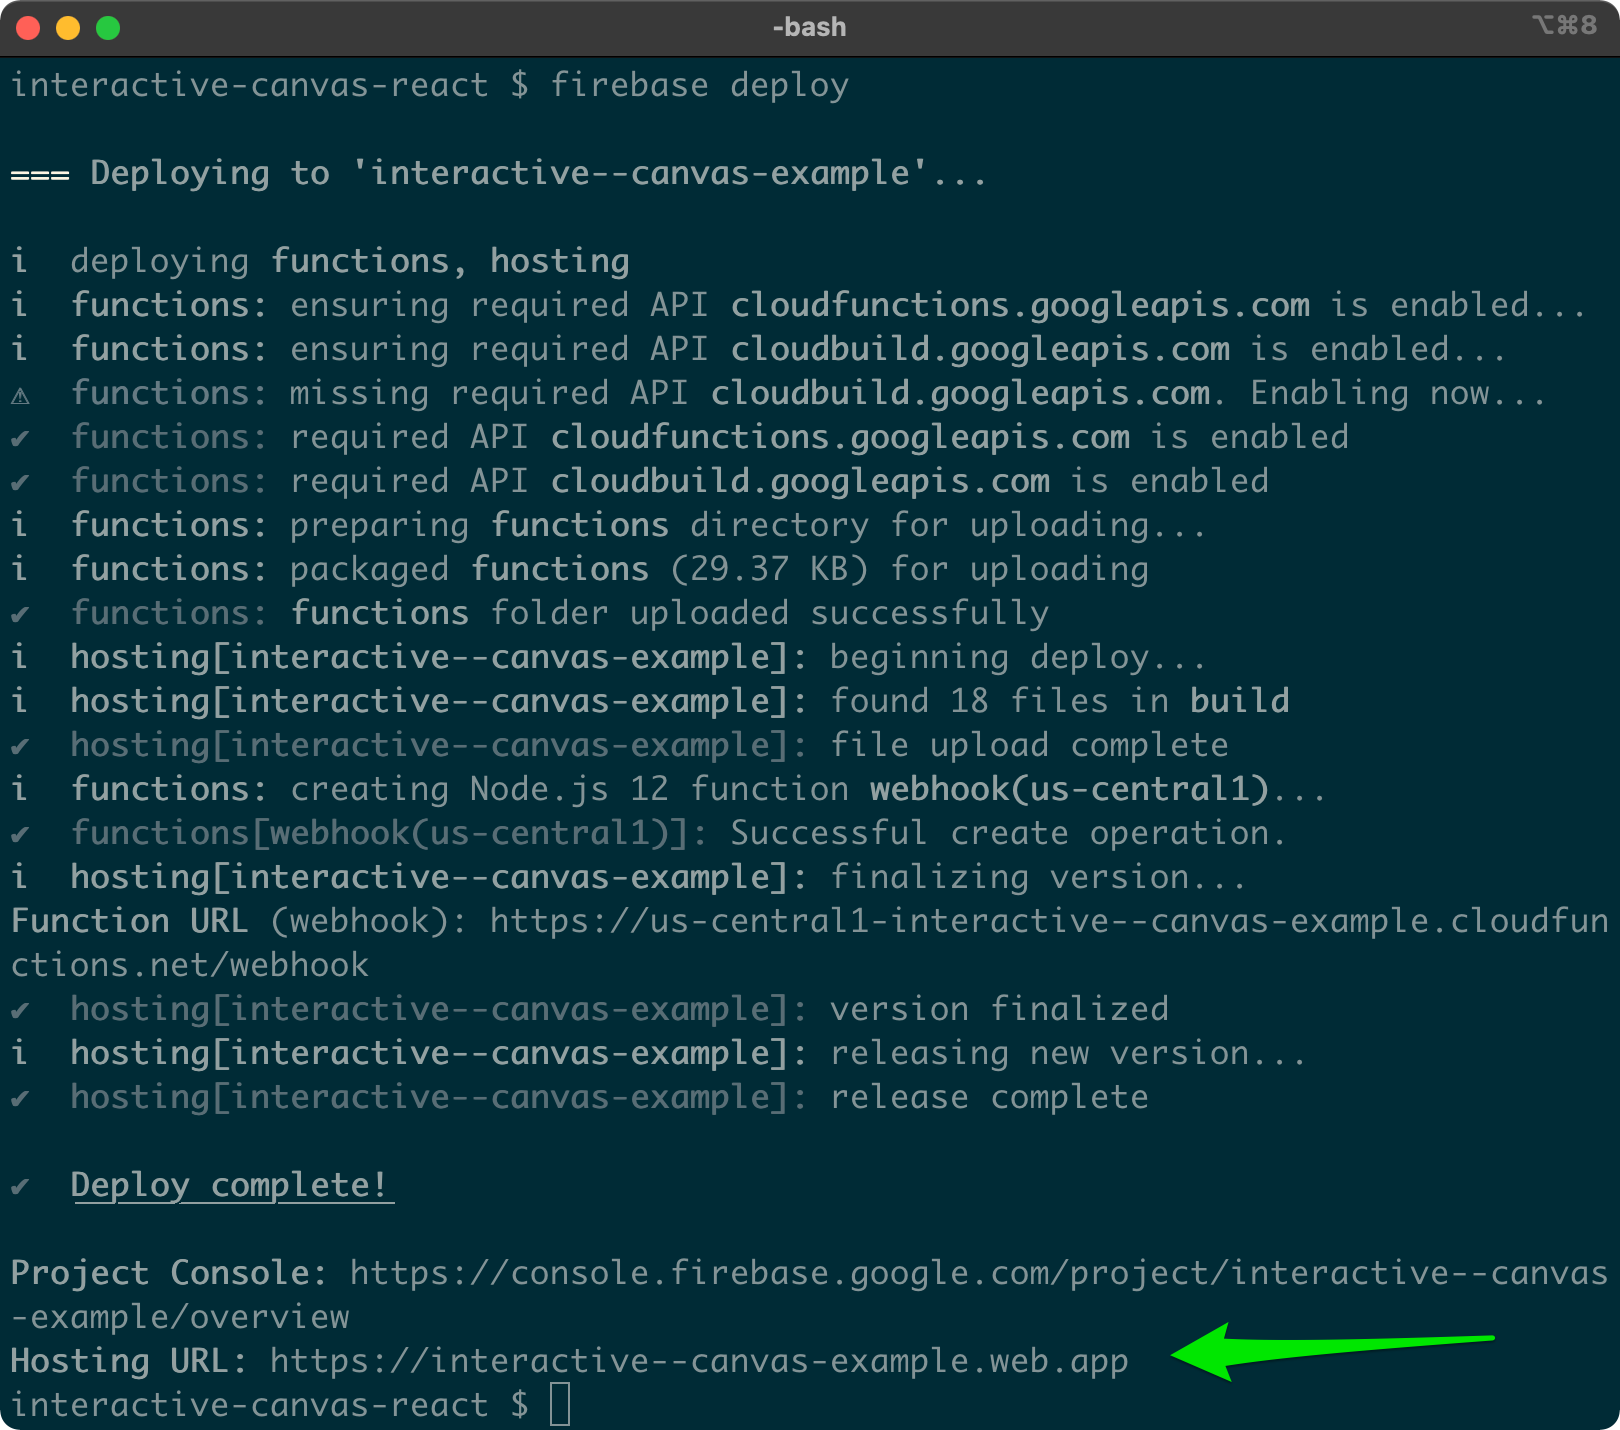 -bash
⌥⌘8
interactive-canvas-react $ firebase deploy
=== Deploying to 'interactive--canvas-example'...
i  deploying functions, hosting
i  functions: ensuring required API cloudfunctions.googleapis.com is enabled...
i  functions: ensuring required API cloudbuild.googleapis.com is enabled...
⚠  functions: missing required API cloudbuild.googleapis.com. Enabling now...
✔  functions: required API cloudfunctions.googleapis.com is enabled
✔  functions: required API cloudbuild.googleapis.com is enabled
i  functions: preparing functions directory for uploading...
i  functions: packaged functions (29.37 KB) for uploading
✔  functions: functions folder uploaded successfully
i  hosting[interactive--canvas-example]: beginning deploy...
i  hosting[interactive--canvas-example]: found 18 files in build
✔  hosting[interactive--canvas-example]: file upload complete
i  functions: creating Node.js 12 function webhook(us-central1)...
✔  functions[webhook(us-central1)]: Successful create operation.
i  hosting[interactive--canvas-example]: finalizing version...
Function URL (webhook): https://us-central1-interactive--canvas-example.cloudfun
ctions.net/webhook
✔  hosting[interactive--canvas-example]: version finalized
i  hosting[interactive--canvas-example]: releasing new version...
✔  hosting[interactive--canvas-example]: release complete
✔  Deploy complete!
Project Console: https://console.firebase.google.com/project/interactive--canvas
-example/overview
Hosting URL: https://interactive--canvas-example.web.app
interactive-canvas-react $